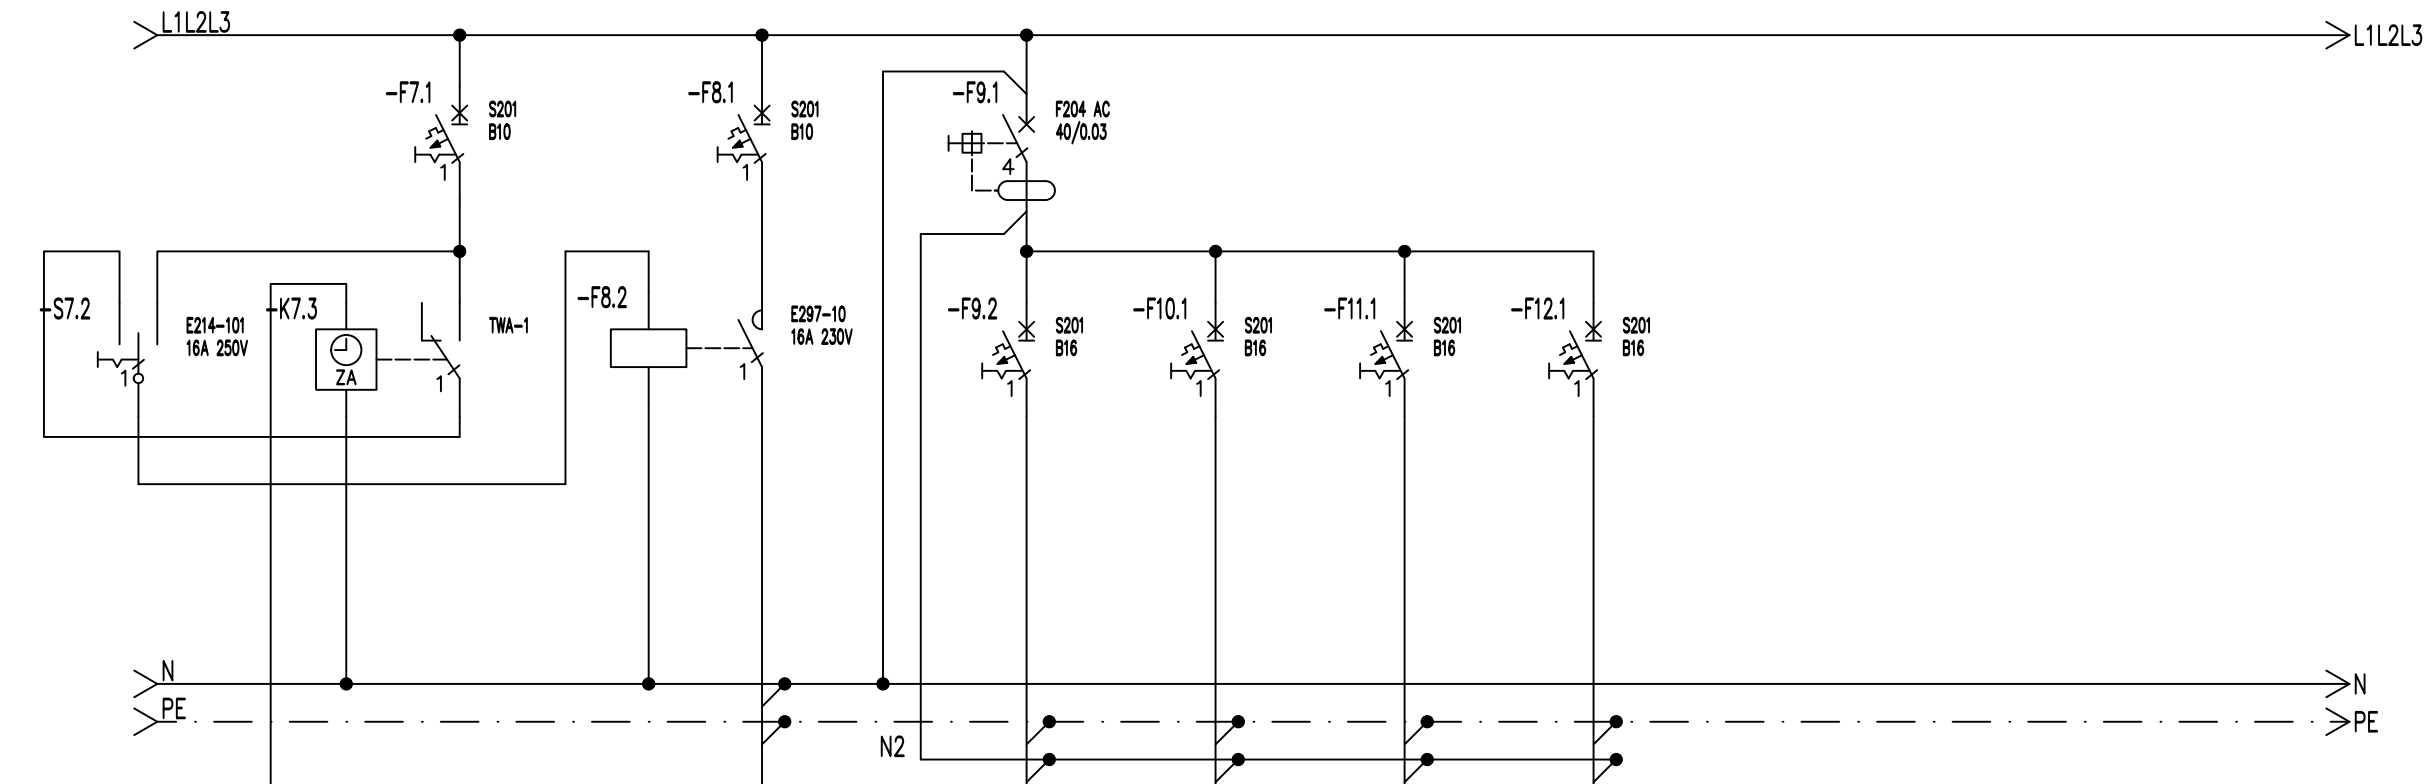 L1L2L3
L1L2L3
-F7.1
S201
B10
1
-F8.1
S201
B10
1
-F9.1
F204 AC
40/0.03
4
-S7.2
E214-101
16A 250V
1
-K7.3
ZA
TWA-1
1
-F8.2
E297-10
16A 230V
1
-F9.2
S201
B16
1
-F10.1
S201
B16
1
-F11.1
S201
B16
1
-F12.1
S201
B16
1
N
N
PE
PE
N2